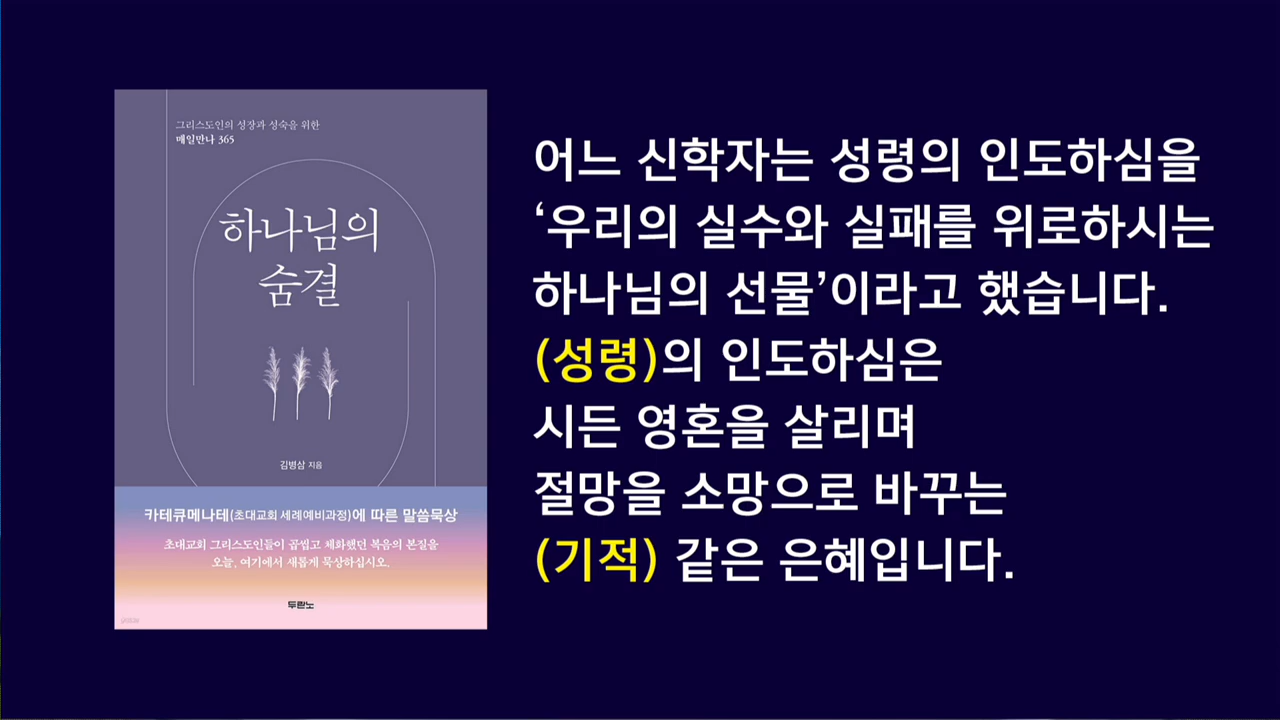 그리스도인의 성장과 성숙을 위한
매일만나 365
하나님의
숨결
김병삼 지음
카테큐메나테(초대교회 세례예비과정)에 따른 말씀묵상
초대교회 그리스도인들이 곱씹고 체화했던 복음의 본질을
오늘, 여기에서 새롭게 묵상하십시오.
두란노
어느 신학자는 성령의 인도하심을
‘우리의 실수와 실패를 위로하시는
하나님의 선물’이라고 했습니다.
(성령)의 인도하심은
시든 영혼을 살리며
절망을 소망으로 바꾸는
(기적) 같은 은혜입니다.